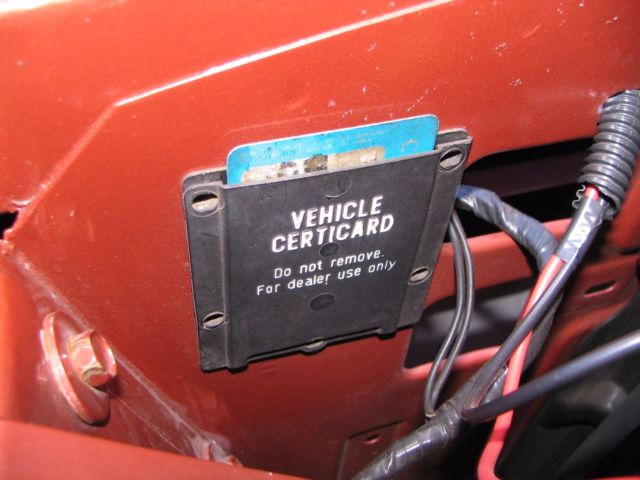 VEHICLE
CERTICARD
Do not remove.
For dealer use only